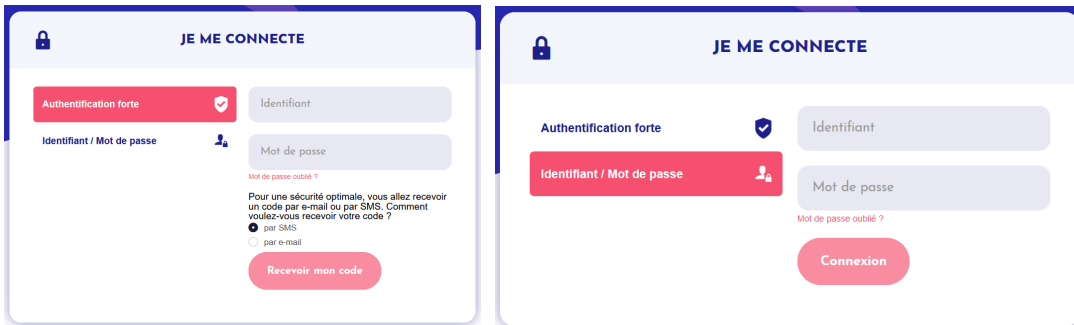 JE ME CONNECTE
Authentification forte
Identifiant / Mot de passe
Identifiant
Mot de passe
Mot de passe oublié ?
Pour une sécurité optimale, vous allez recevoir
un code par e-mail ou par SMS. Comment
voulez-vous recevoir votre code ?
par SMS
par e-mail
Recevoir mon code
JE ME CONNECTE
Authentification forte
Identifiant / Mot de passe
Identifiant
Mot de passe
Mot de passe oublié ?
Connexion